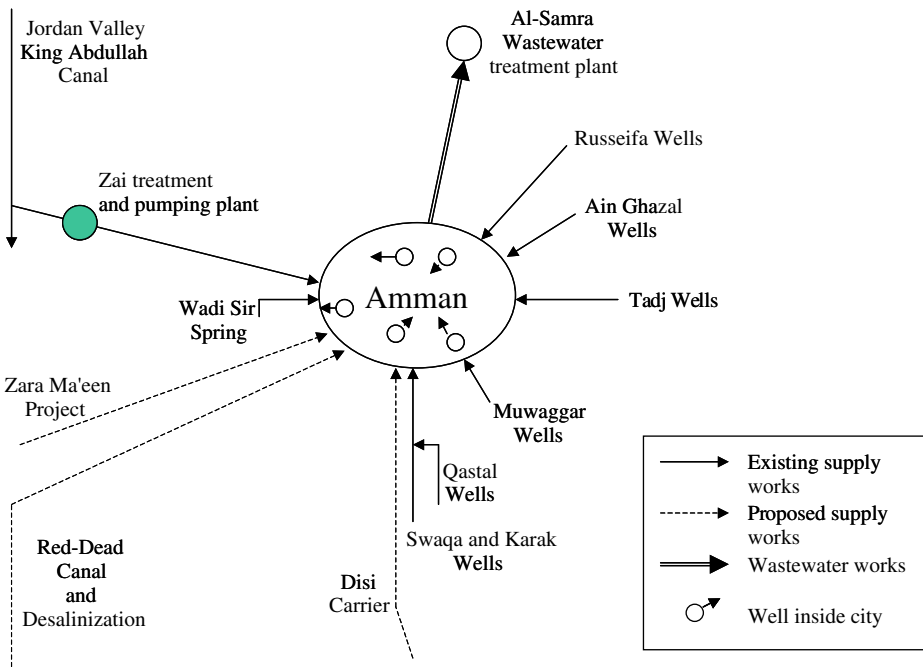 Jordan Valley
King Abdullah
Canal
Al-Samra
Wastewater
treatment plant
Russeifa Wells
Zai treatment
and pumping plant
Ain Ghazal
Wells
Amman
Tadj Wells
Wadi Sir
Spring
Zara Ma'een
Project
Muwaggar
Wells
Qastal
Wells
Swaqa and Karak
Wells
Red-Dead
Canal
and
Desalinization
Disi
Carrier
Existing supply
works
Proposed supply
works
Wastewater works
Well inside city